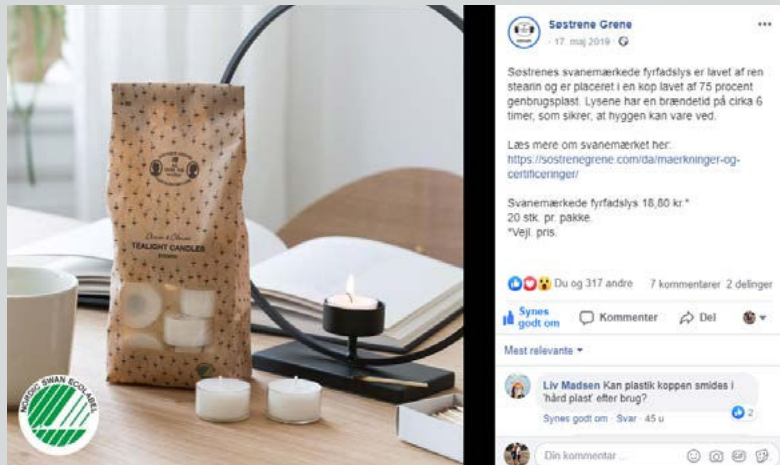 TEALIGHT CANDLES
NORDIC SWAN ECOLABEL
Søstrene Grene
17. maj 2019
Søstrenes svanemærkede fyrfadslys er lavet af ren
stearin og er placeret i en kop lavet af 75 procent
genbrugsplast. Lysene har en brændetid på cirka 6
timer, som sikrer, at hyggen kan vare ved.
Læs mere om svanemærket her:
https://sostrenegrene.com/da/maerkninger-og-
certificeringer/
Svanemærkede fyrfadslys 18,80 kr.*
20 stk. pr. pakke.
*Vejl. pris.
Du og 317 andre 7 kommentarer 2 delinger
Synes
godt om Kommenter Del
Mest relevante
Liv Madsen Kan plastik koppen smides i
'hård plast' efter brug?
Synes godt om · Svar · 45 u 2
Din kommentar ...